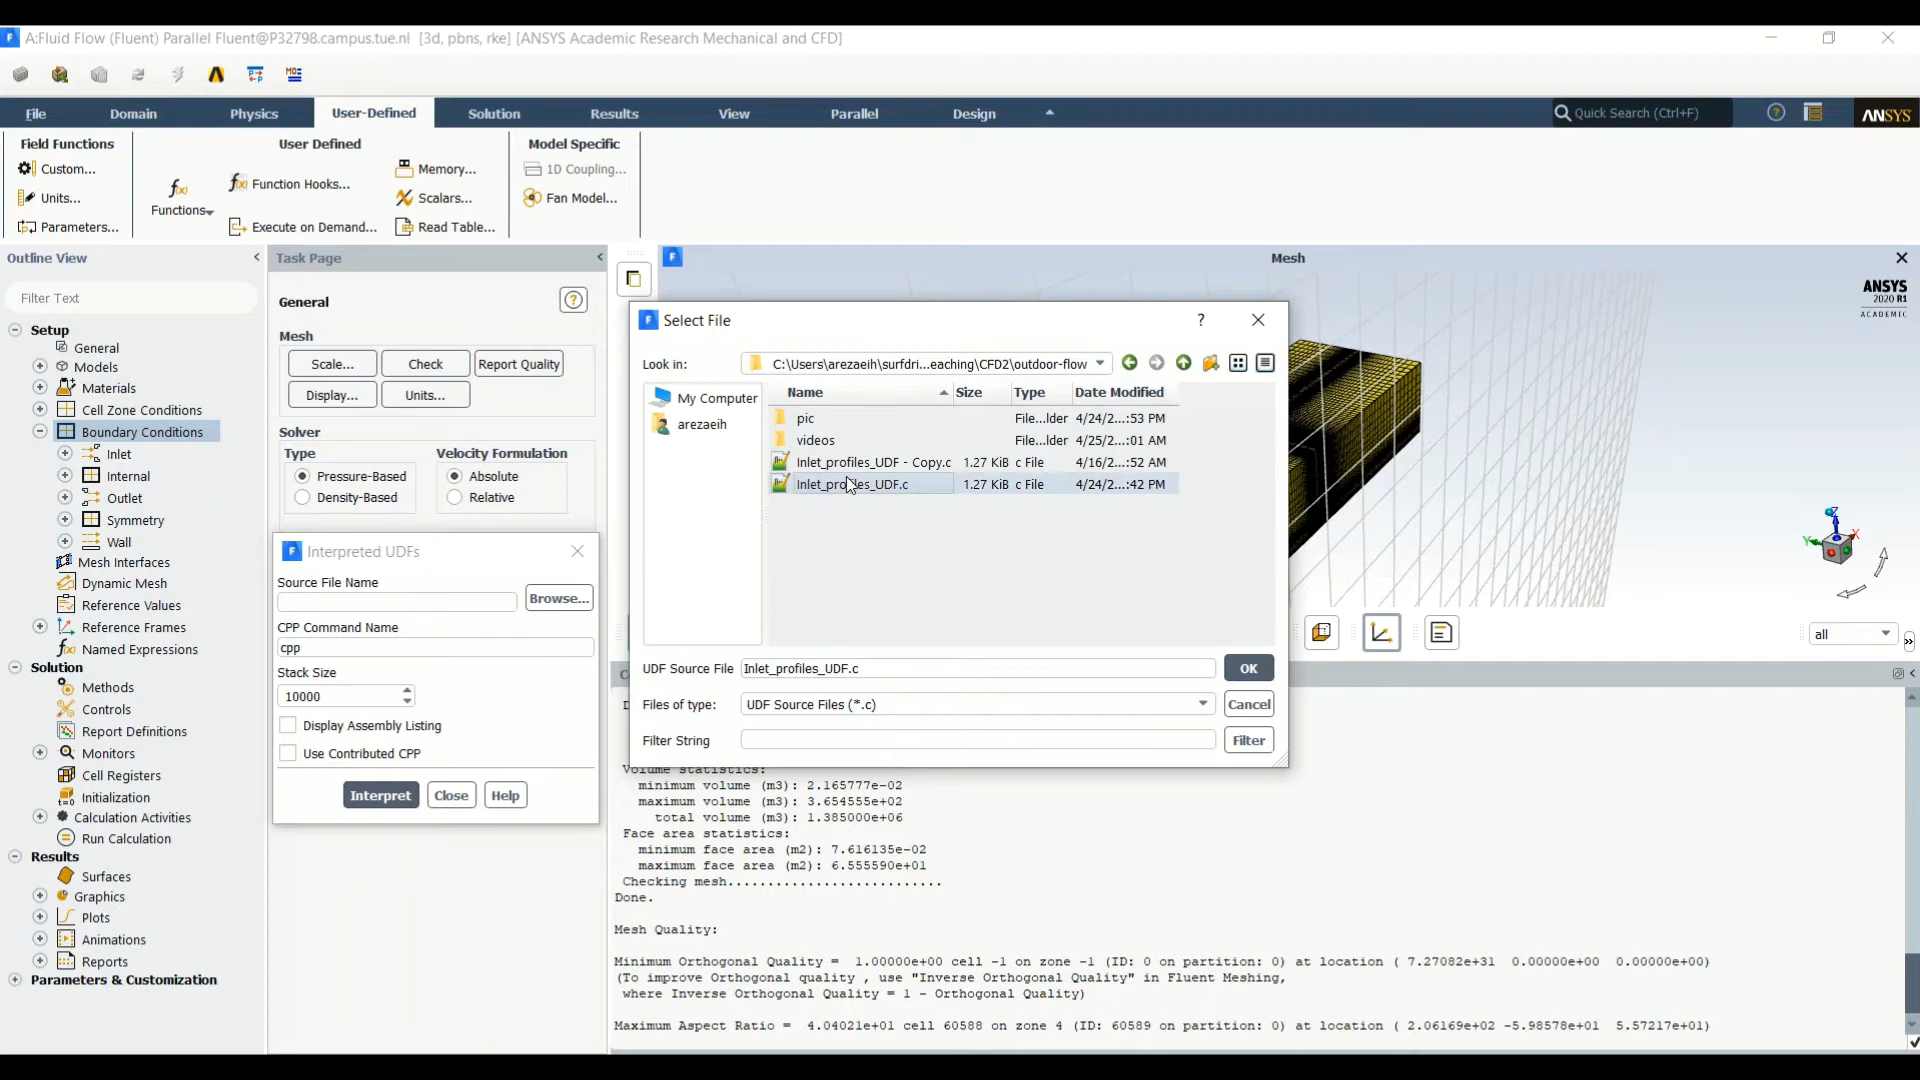 A:Fluid Flow (Fluent) Parallel Fluent@P32798.campus.tue.nl [3d, pbns, rke] [ANSYS Academic Research Mechanical and CFD]
File Domain Physics User-Defined Solution Results View Parallel Design Quick Search (Ctrl+F) ANSYS
Field Functions
Custom...
Units...
Parameters...
User Defined
Functions
Function Hooks...
Execute on Demand...
Memory...
Scalars...
Read Table...
Model Specific
1D Coupling...
Fan Model...
Outline View
Filter Text
Setup
General
Models
Materials
Cell Zone Conditions
Boundary Conditions
Inlet
Internal
Outlet
Symmetry
Wall
Mesh Interfaces
Dynamic Mesh
Reference Values
Reference Frames
Named Expressions
Solution
Methods
Controls
Report Definitions
Monitors
Cell Registers
Initialization
Calculation Activities
Run Calculation
Results
Surfaces
Graphics
Plots
Animations
Reports
Parameters & Customization
Task Page
General
Mesh
Scale... Check Report Quality
Display... Units...
Solver
Type
Pressure-Based
Density-Based
Velocity Formulation
Absolute
Relative
Interpreted UDFs
Source File Name
Browse...
CPP Command Name
cpp
Stack Size
10000
Display Assembly Listing
Use Contributed CPP
Interpret Close Help
Mesh
ANSYS
2020 R1
ACADEMIC
Z
Y
X
all
Select File
Look in: C:\Users\arezaeih\surfdri...eaching\CFD2\outdoor-flow
My Computer
arezaeih
Name Size Type Date Modified
pic File...lder 4/24/2...:53 PM
videos File...lder 4/25/2...:01 AM
Inlet_profiles_UDF - Copy.c 1.27 KiB c File 4/16/2...:52 AM
Inlet_profiles_UDF.c 1.27 KiB c File 4/24/2...:42 PM
UDF Source File Inlet_profiles_UDF.c OK
Files of type: UDF Source Files (*.c) Cancel
Filter String Filter
Volume statistics:
minimum volume (m3): 2.165777e-02
maximum volume (m3): 3.654555e+02
total volume (m3): 1.385000e+06
Face area statistics:
minimum face area (m2): 7.616135e-02
maximum face area (m2): 6.555590e+01
Checking mesh...........................
Done.
Mesh Quality:
Minimum Orthogonal Quality = 1.00000e+00 cell -1 on zone -1 (ID: 0 on partition: 0) at location ( 7.27082e+31 0.00000e+00 0.00000e+00)
(To improve Orthogonal quality , use "Inverse Orthogonal Quality" in Fluent Meshing,
where Inverse Orthogonal Quality = 1 - Orthogonal Quality)
Maximum Aspect Ratio = 4.04021e+01 cell 60588 on zone 4 (ID: 60589 on partition: 0) at location ( 2.06169e+02 -5.98578e+01 5.57217e+01)